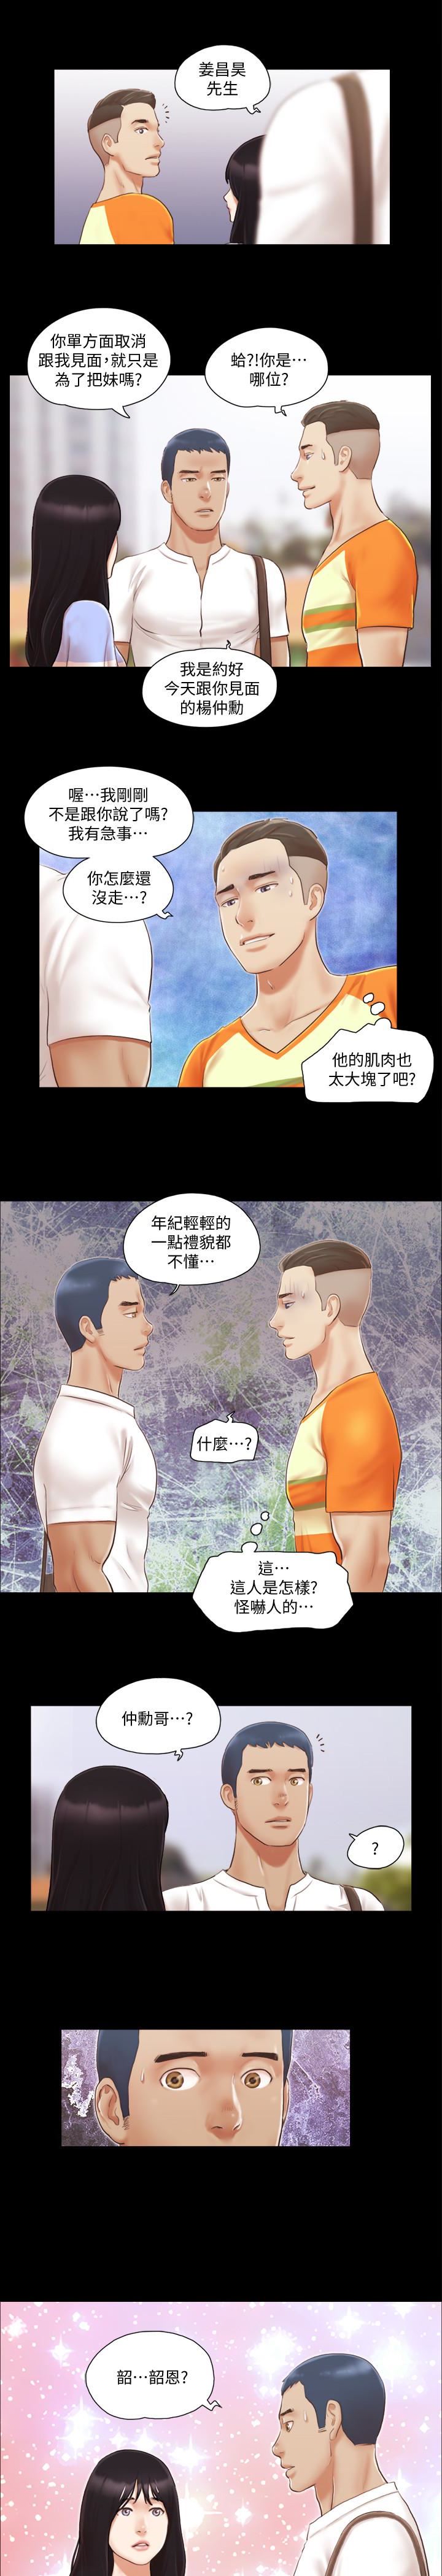 姜昌昊
先生
你單方面取消
跟我見面，就只是
為了把妹嗎?
蛤?!你是⋯
哪位?
我是約好
今天跟你見面
的楊仲勳
喔⋯我剛剛
不是跟你說了嗎?
我有急事⋯
你怎麼還
沒走⋯?
他的肌肉也
太大塊了吧?
年紀輕輕的
一點禮貌都
不懂⋯
什麼⋯?
這⋯
這人是怎樣?
怪嚇人的⋯
仲勳哥⋯?
?
韶⋯韶恩?